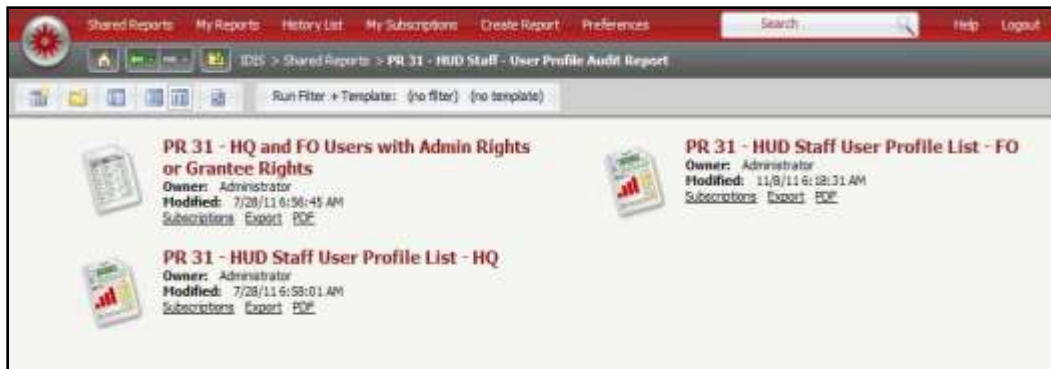 Shared Reports My Reports History List My Subscriptions Create Report Preferences Search Help Logout
IDIS > Shared Reports > PR 31 - HUD Staff - User Profile Audit Report
Run Filter + Template: (no filter) (no template)
PR 31 - HQ and FO Users with Admin Rights
or Grantee Rights
Owner: Administrator
Modified: 7/28/11 6:56:45 AM
Subscriptions Export PDF
PR 31 - HUD Staff User Profile List - FO
Owner: Administrator
Modified: 11/8/11 6:18:31 AM
Subscriptions Export PDF
PR 31 - HUD Staff User Profile List - HQ
Owner: Administrator
Modified: 7/28/11 6:58:01 AM
Subscriptions Export PDF